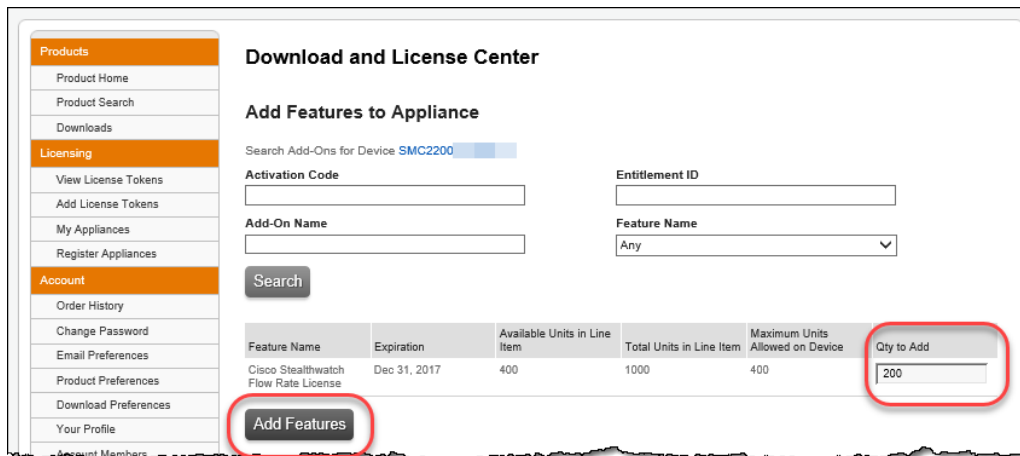 Products
Product Home
Product Search
Downloads
Licensing
View License Tokens
Add License Tokens
My Appliances
Register Appliances
Account
Order History
Change Password
Email Preferences
Product Preferences
Download Preferences
Your Profile
Account Members
Download and License Center
Add Features to Appliance
Search Add-Ons for Device SMC2200
Activation Code
Entitlement ID
Add-On Name
Feature Name
Any
Search
Feature Name
Expiration
Available Units in Line
Item
Total Units in Line Item
Maximum Units
Allowed on Device
Qty to Add
Cisco Stealthwatch
Flow Rate License
Dec 31, 2017
400
1000
400
200
Add Features